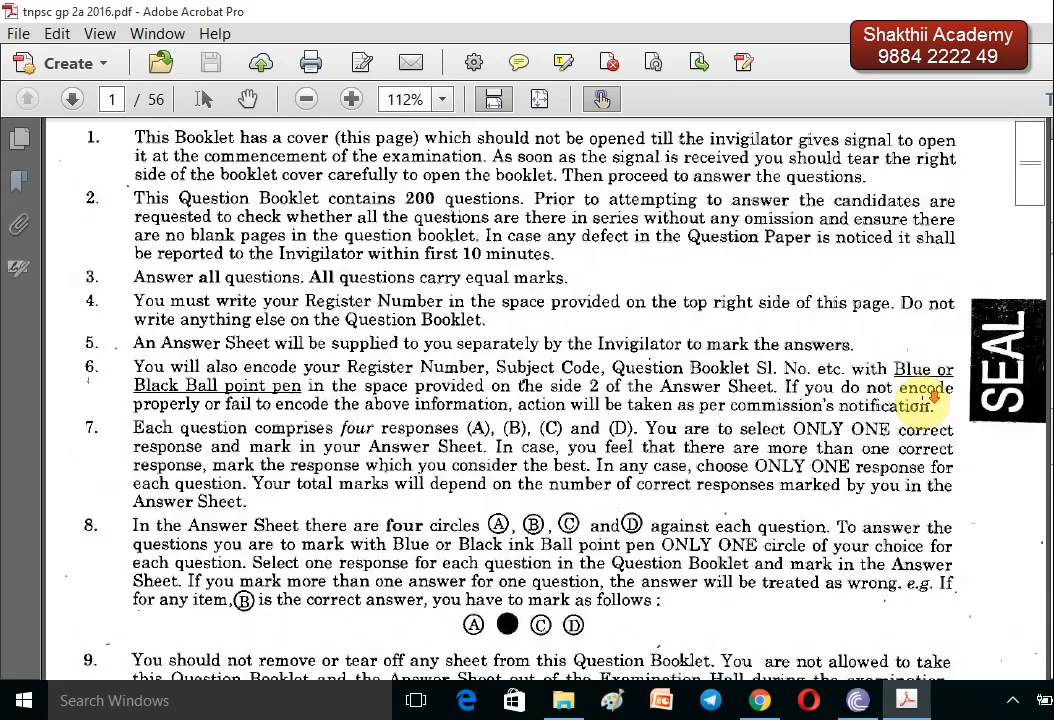 tnpsc gp 2a 2016.pdf - Adobe Acrobat Pro
File Edit View Window Help
Shakthii Academy
9884 2222 49
Create
1 / 56
112%
1. This Booklet has a cover (this page) which should not be opened till the invigilator gives signal to open
it at the commencement of the examination. As soon as the signal is received you should tear the right
side of the booklet cover carefully to open the booklet. Then proceed to answer the questions.
2. This Question Booklet contains 200 questions. Prior to attempting to answer the candidates are
requested to check whether all the questions are there in series without any omission and ensure there
are no blank pages in the question booklet. In case any defect in the Question Paper is noticed it shall
be reported to the Invigilator within first 10 minutes.
3. Answer all questions. All questions carry equal marks.
4. You must write your Register Number in the space provided on the top right side of this page. Do not
write anything else on the Question Booklet.
5. An Answer Sheet will be supplied to you separately by the Invigilator to mark the answers.
6. You will also encode your Register Number, Subject Code, Question Booklet Sl. No. etc. with Blue or
Black Ball point pen in the space provided on the side 2 of the Answer Sheet. If you do not encode
properly or fail to encode the above information, action will be taken as per commission's notification.
SEAL
7. Each question comprises four responses (A), (B), (C) and (D). You are to select ONLY ONE correct
response and mark in your Answer Sheet. In case, you feel that there are more than one correct
response, mark the response which you consider the best. In any case, choose ONLY ONE response for
each question. Your total marks will depend on the number of correct responses marked by you in the
Answer Sheet.
8. In the Answer Sheet there are four circles Ⓐ, Ⓑ, Ⓒ and Ⓓ against each question. To answer the
questions you are to mark with Blue or Black ink Ball point pen ONLY ONE circle of your choice for
each question. Select one response for each question in the Question Booklet and mark in the Answer
Sheet. If you mark more than one answer for one question, the answer will be treated as wrong. e.g. If
for any item, Ⓑ is the correct answer, you have to mark as follows :
Ⓐ ● Ⓒ Ⓓ
9. You should not remove or tear off any sheet from this Question Booklet. You are not allowed to take
this Question Booklet and the Answer Sheet out of the Examination Hall during the examination.
Search Windows